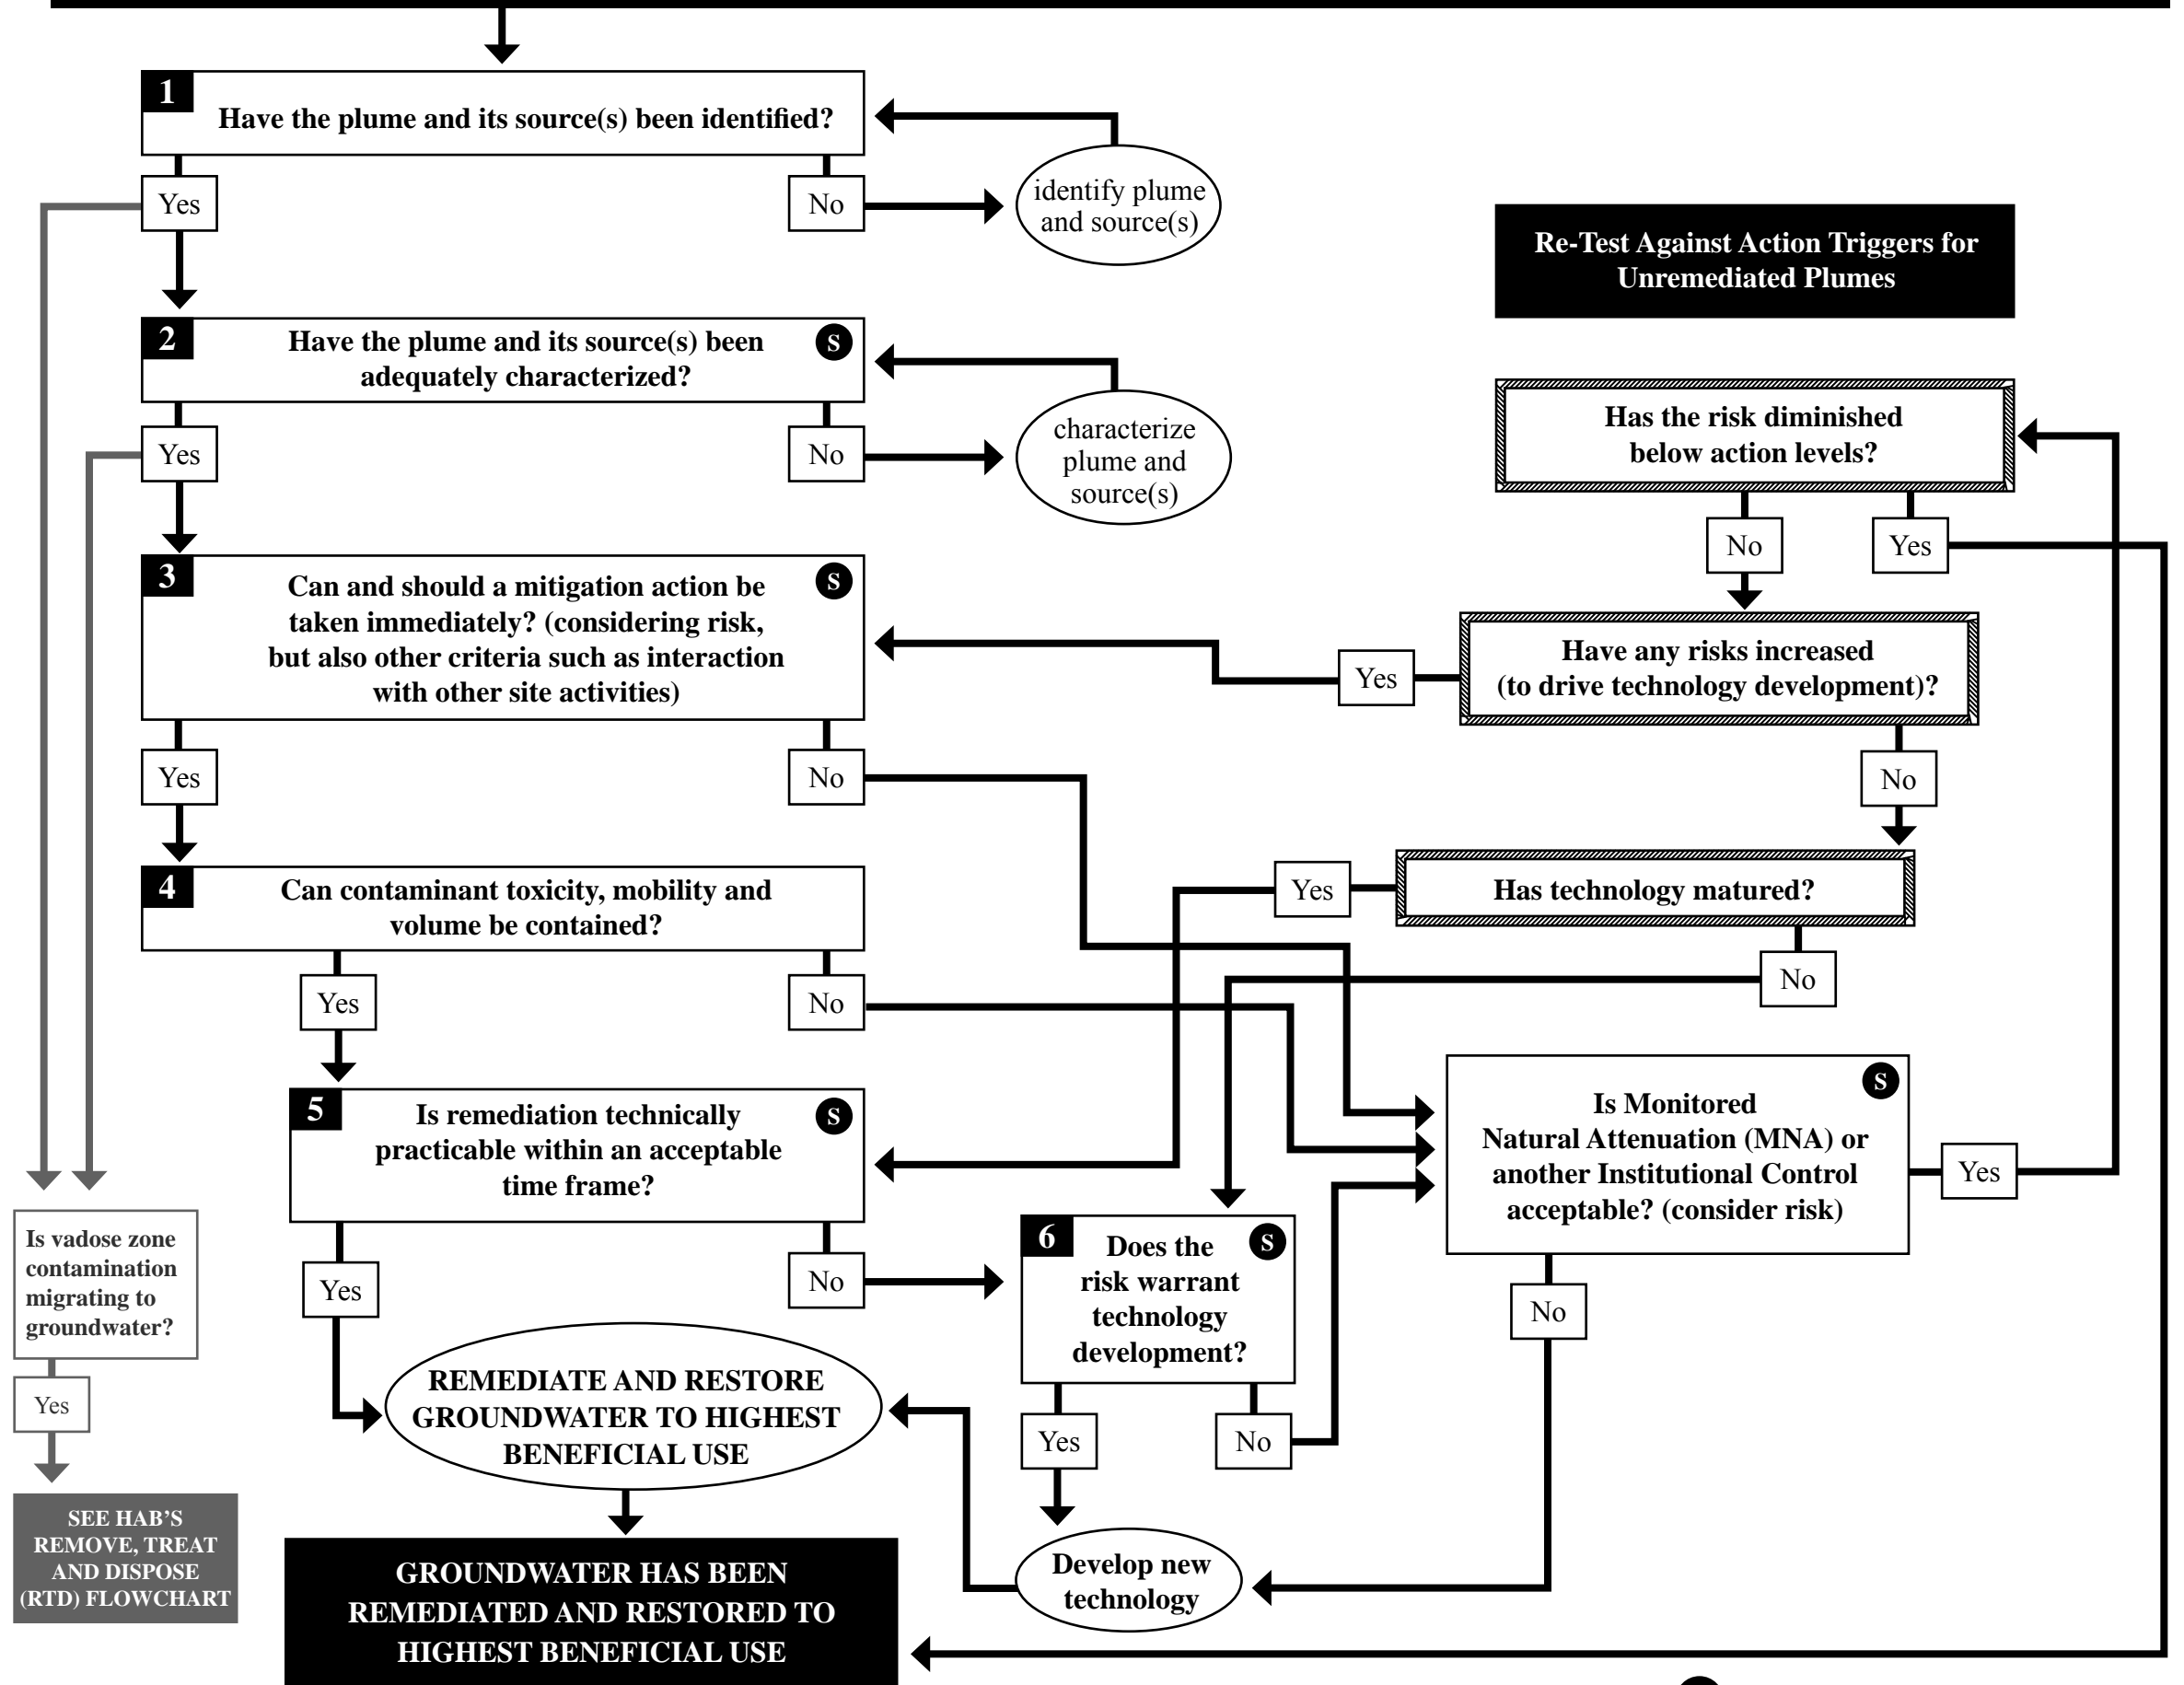 1
Have the plume and its source(s) been identified?
Yes
No
identify plume
and source(s)
2
Have the plume and its source(s) been
adequately characterized?
S
Yes
No
characterize
plume and
source(s)
3
Can and should a mitigation action be
taken immediately? (considering risk,
but also other criteria such as interaction
with other site activities)
S
Yes
No
4
Can contaminant toxicity, mobility and
volume be contained?
Yes
No
5
Is remediation technically
practicable within an acceptable
time frame?
S
Yes
No
6
Does the
risk warrant
technology
development?
S
Yes
No
Develop new
technology
REMEDIATE AND RESTORE
GROUNDWATER TO HIGHEST
BENEFICIAL USE
GROUNDWATER HAS BEEN
REMEDIATED AND RESTORED TO
HIGHEST BENEFICIAL USE
Is vadose zone
contamination
migrating to
groundwater?
Yes
SEE HAB'S
REMOVE, TREAT
AND DISPOSE
(RTD) FLOWCHART
Re-Test Against Action Triggers for
Unremediated Plumes
Has the risk diminished
below action levels?
No
Yes
Have any risks increased
(to drive technology development)?
Yes
No
Has technology matured?
Yes
No
Is Monitored
Natural Attenuation (MNA) or
another Institutional Control
acceptable? (consider risk)
S
Yes
No